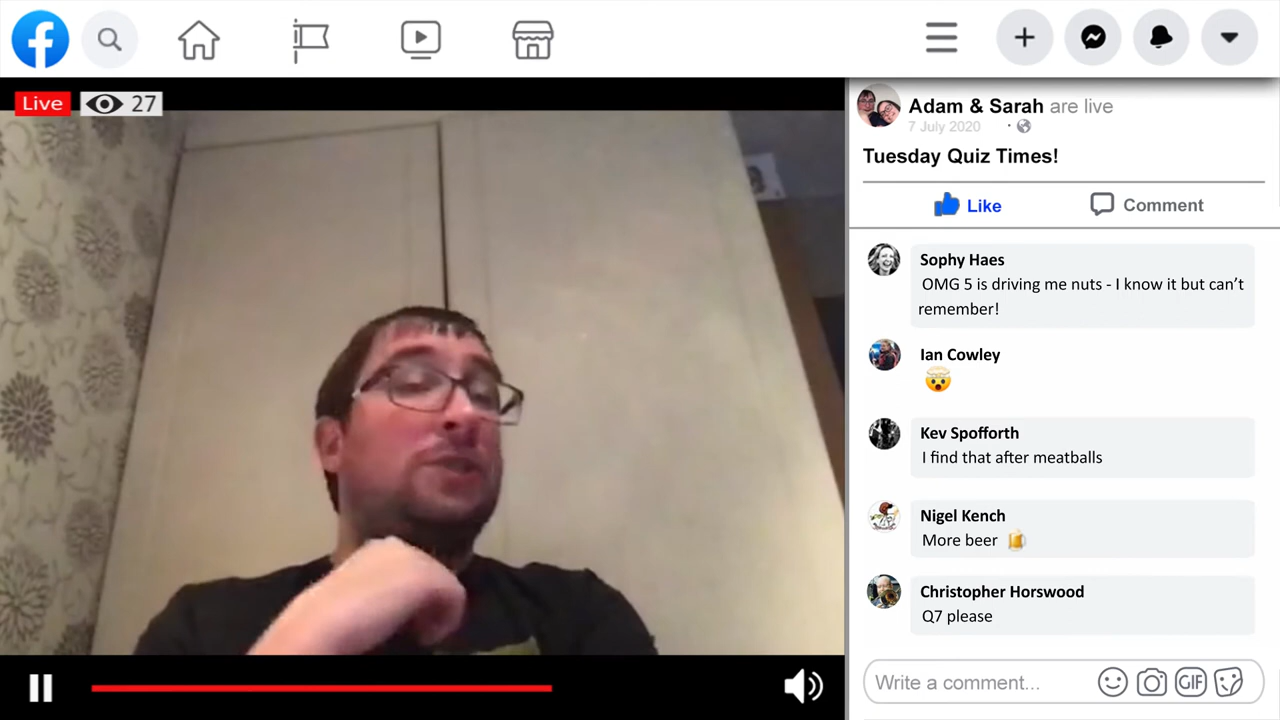 Live 27
Adam & Sarah are live
7 July 2020
Tuesday Quiz Times!
Like Comment
Sophy Haes
OMG 5 is driving me nuts - I know it but can't
remember!
Ian Cowley
Kev Spofforth
I find that after meatballs
Nigel Kench
More beer
Christopher Horswood
Q7 please
Write a comment... GIF